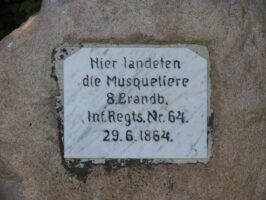 Hier landeten
die Musquetiere
8. Brandb.
Inf. Regts. Nr. 64.
29. 6. 1864.